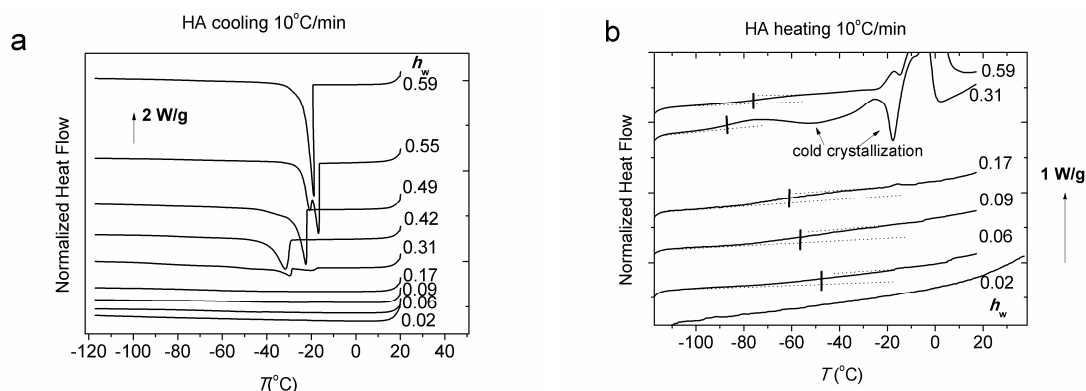 a
HA cooling 10°C/min
h_w
0.59
2 W/g
0.55
0.49
0.42
0.31
0.17
0.09
0.06
0.02
Normalized Heat Flow
-120 -100 -80 -60 -40 -20 0 20 40
T(°C)
b
HA heating 10°C/min
0.59
0.31
cold crystallization
0.17
1 W/g
0.09
0.06
0.02
h_w
Normalized Heat Flow
-100 -80 -60 -40 -20 0 20
T (°C)